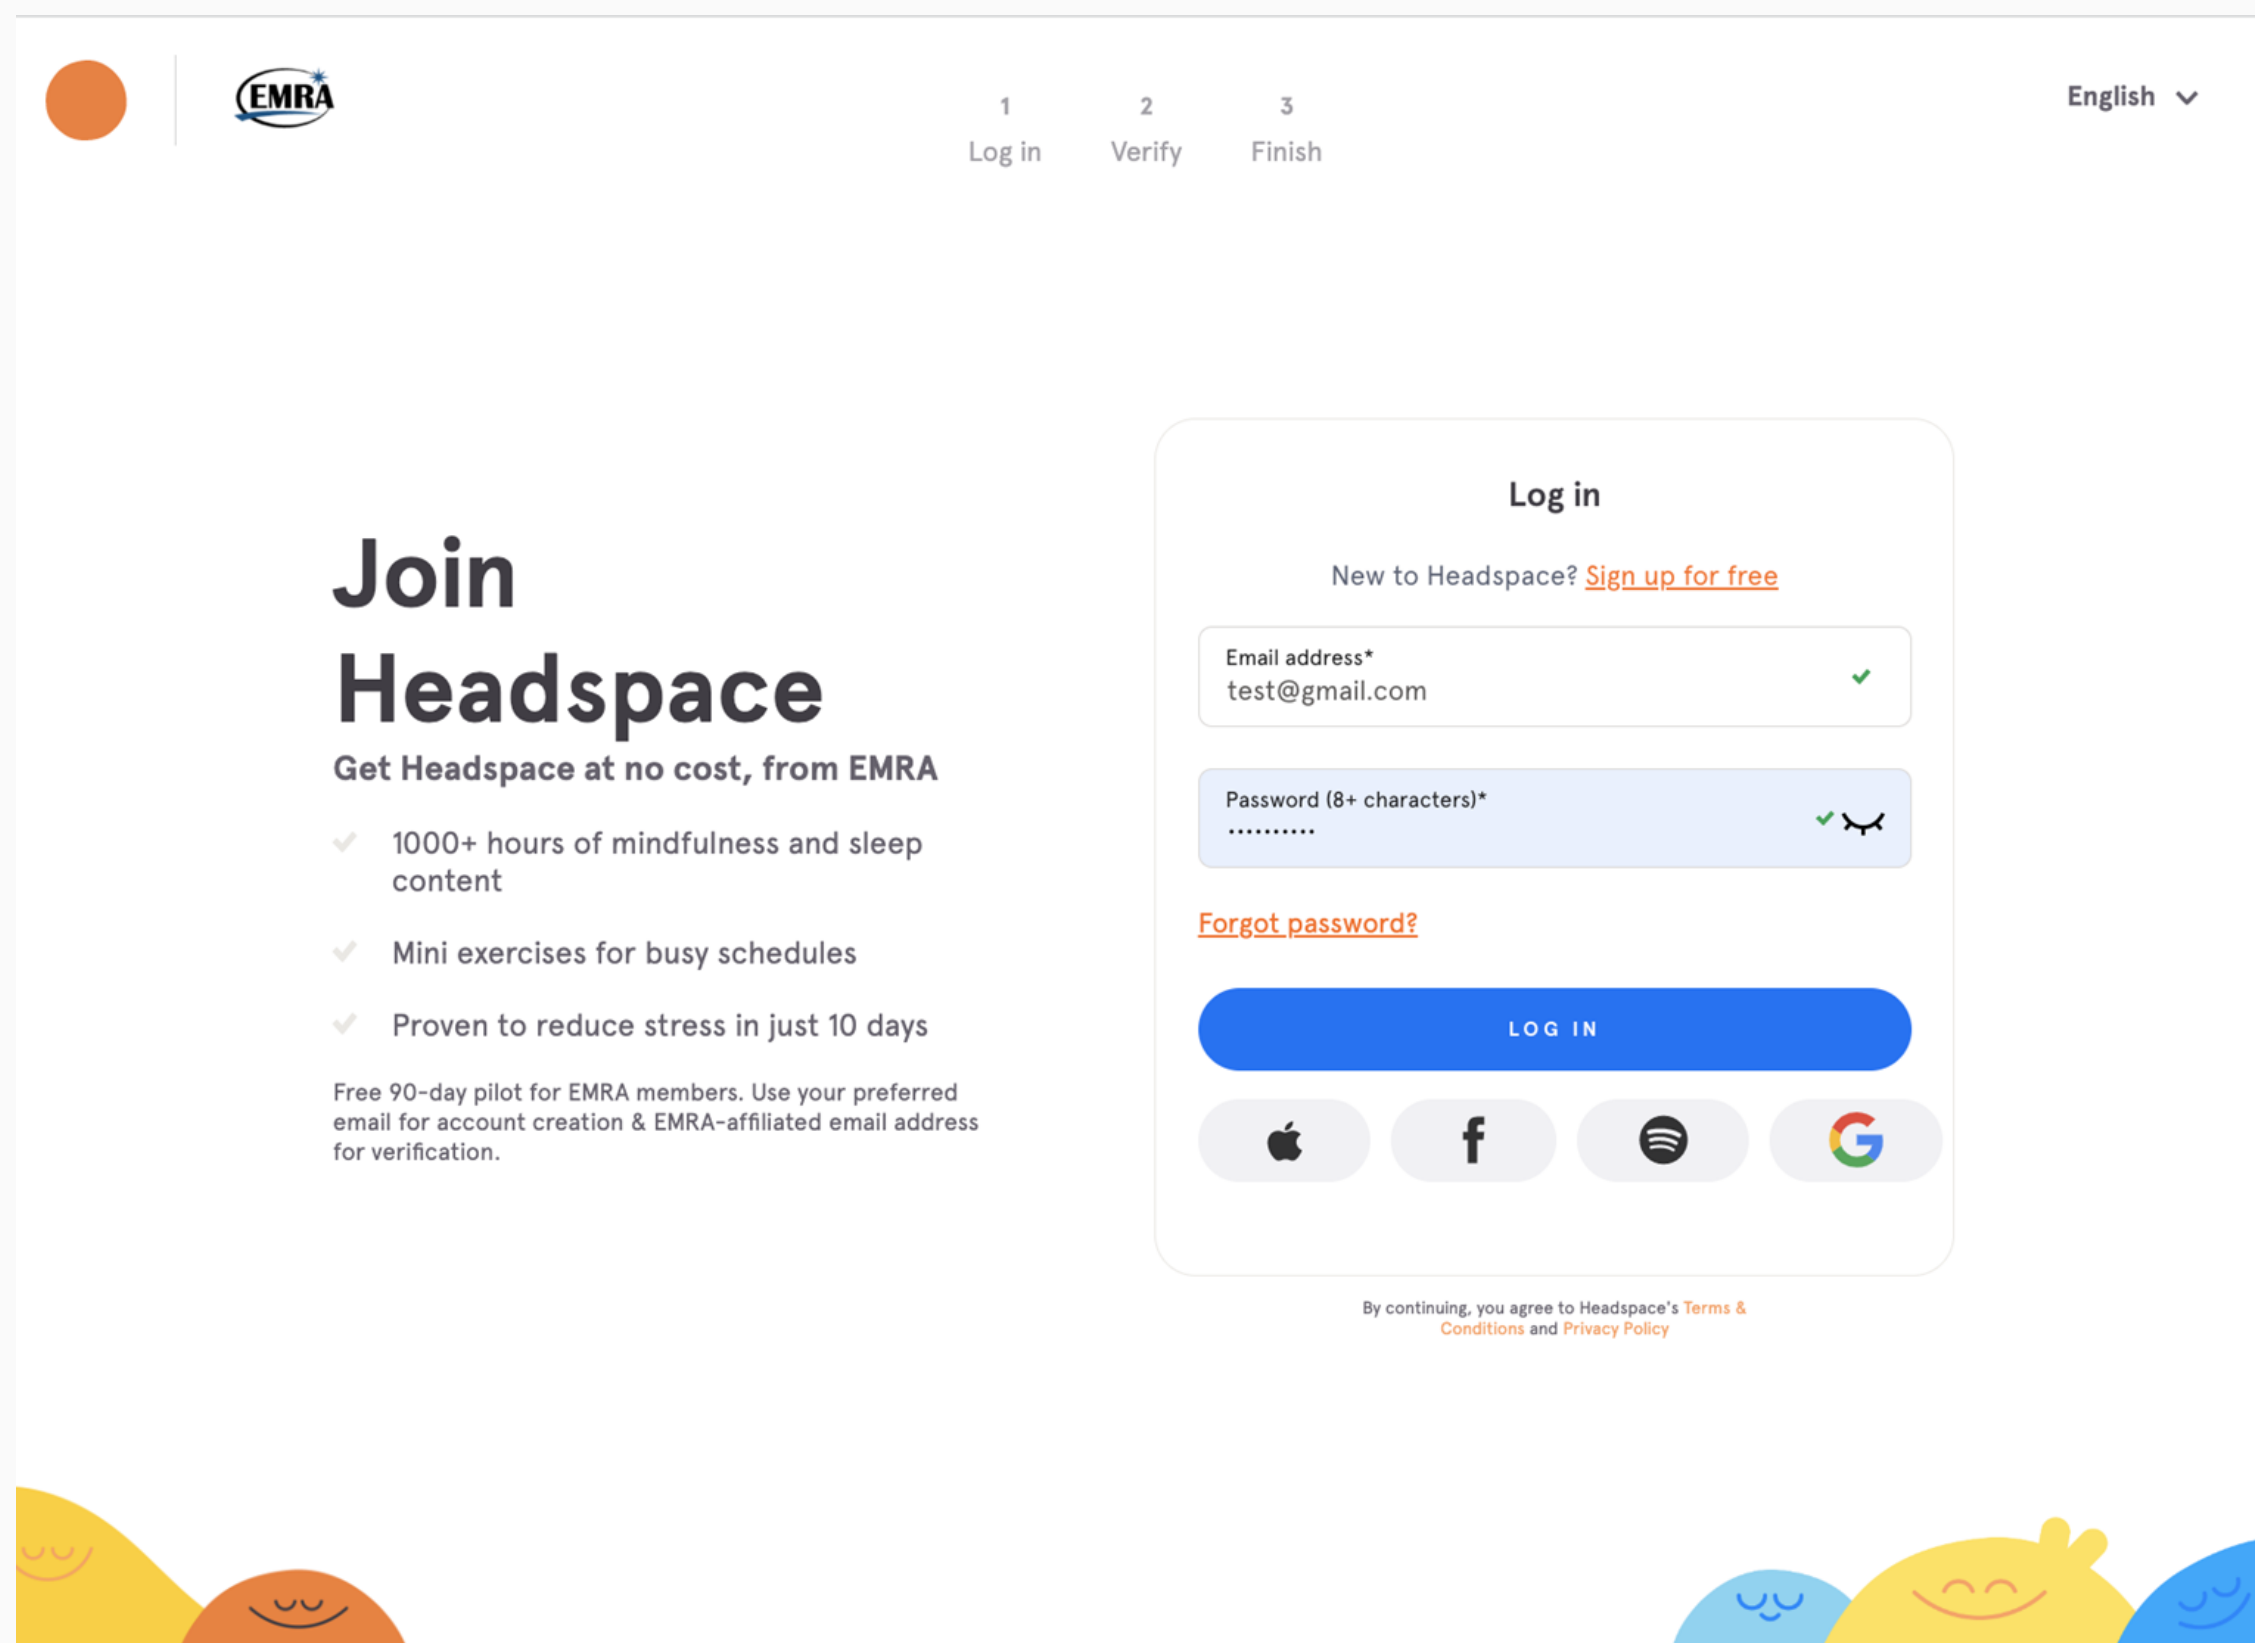 EMRA
1 2 3
Log in Verify Finish
English
Join
Headspace
Get Headspace at no cost, from EMRA
1000+ hours of mindfulness and sleep
content
Mini exercises for busy schedules
Proven to reduce stress in just 10 days
Free 90-day pilot for EMRA members. Use your preferred
email for account creation & EMRA-affiliated email address
for verification.
Log in
New to Headspace? Sign up for free
Email address*
test@gmail.com
Password (8+ characters)*
••••••••••
Forgot password?
LOG IN
By continuing, you agree to Headspace's Terms &
Conditions and Privacy Policy